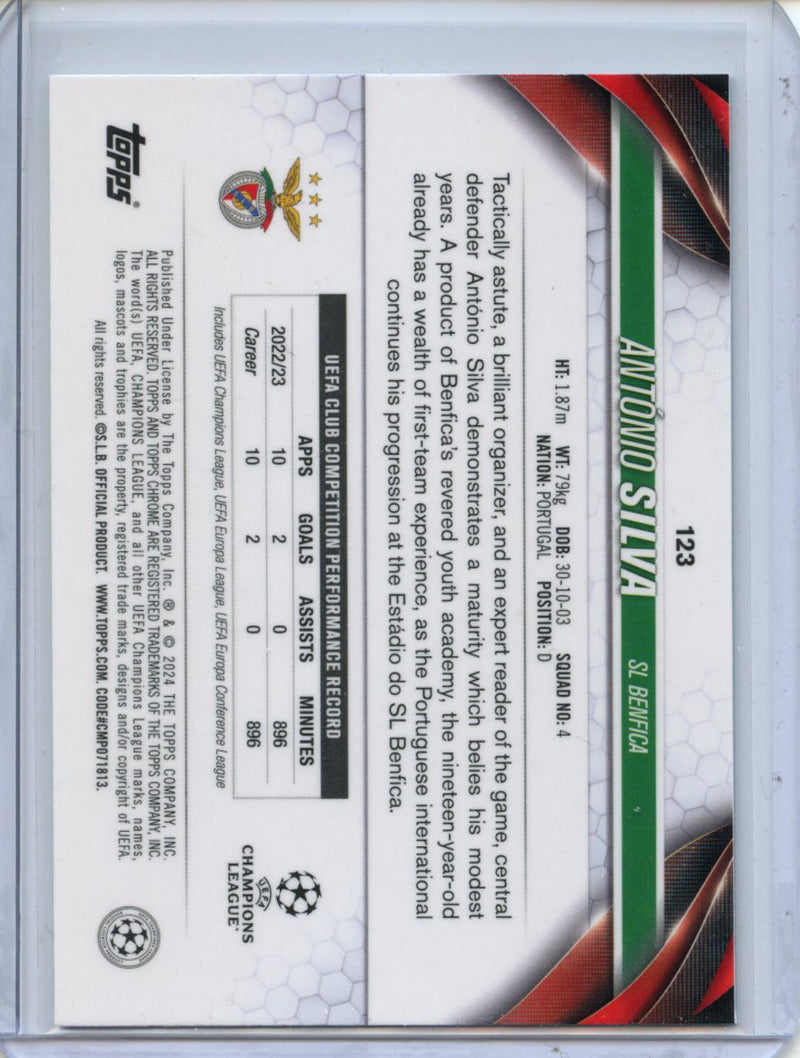 123
ANTÓNIO SILVA SL BENFICA
HT: 1.87m WT: 79kg DOB: 30-10-03 SQUAD NO: 4
NATION: PORTUGAL POSITION: D
Tactically astute, a brilliant organizer, and an expert reader of the game, central
defender António Silva demonstrates a maturity which belies his modest
years. A product of Benfica's revered youth academy, the nineteen-year-old
already has a wealth of first-team experience, as the Portuguese international
continues his progression at the Estádio do SL Benfica.
UEFA CLUB COMPETITION PERFORMANCE RECORD
APPS GOALS ASSISTS MINUTES
2022/23 10 2 0 896
Career 10 2 0 896
Includes UEFA Champions League, UEFA Europa League, UEFA Europa Conference League
UEFA
CHAMPIONS
LEAGUE®
topps®
Published Under License by The Topps Company, Inc. ® & © 2024 THE TOPPS COMPANY, INC.
ALL RIGHTS RESERVED. TOPPS AND TOPPS CHROME ARE REGISTERED TRADEMARKS OF THE TOPPS COMPANY, INC.
The word(s) UEFA, CHAMPIONS LEAGUE, and all other UEFA Champions League marks, names,
logos, mascots and trophies are the property, registered trade marks, designs and/or copyright of UEFA.
All rights reserved. ©S.L.B. OFFICIAL PRODUCT. WWW.TOPPS.COM. CODE#CMP071813.